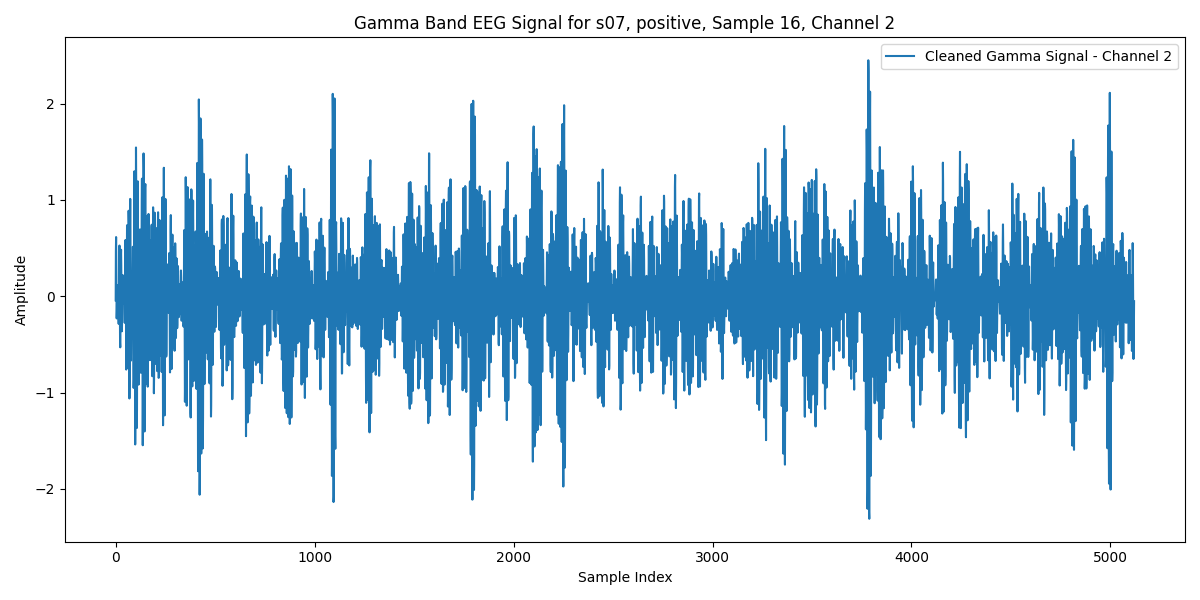 Gamma Band EEG Signal for s07, positive, Sample 16, Channel 2
Cleaned Gamma Signal - Channel 2
Amplitude
2
1
0
−1
−2
0 1000 2000 3000 4000 5000
Sample Index